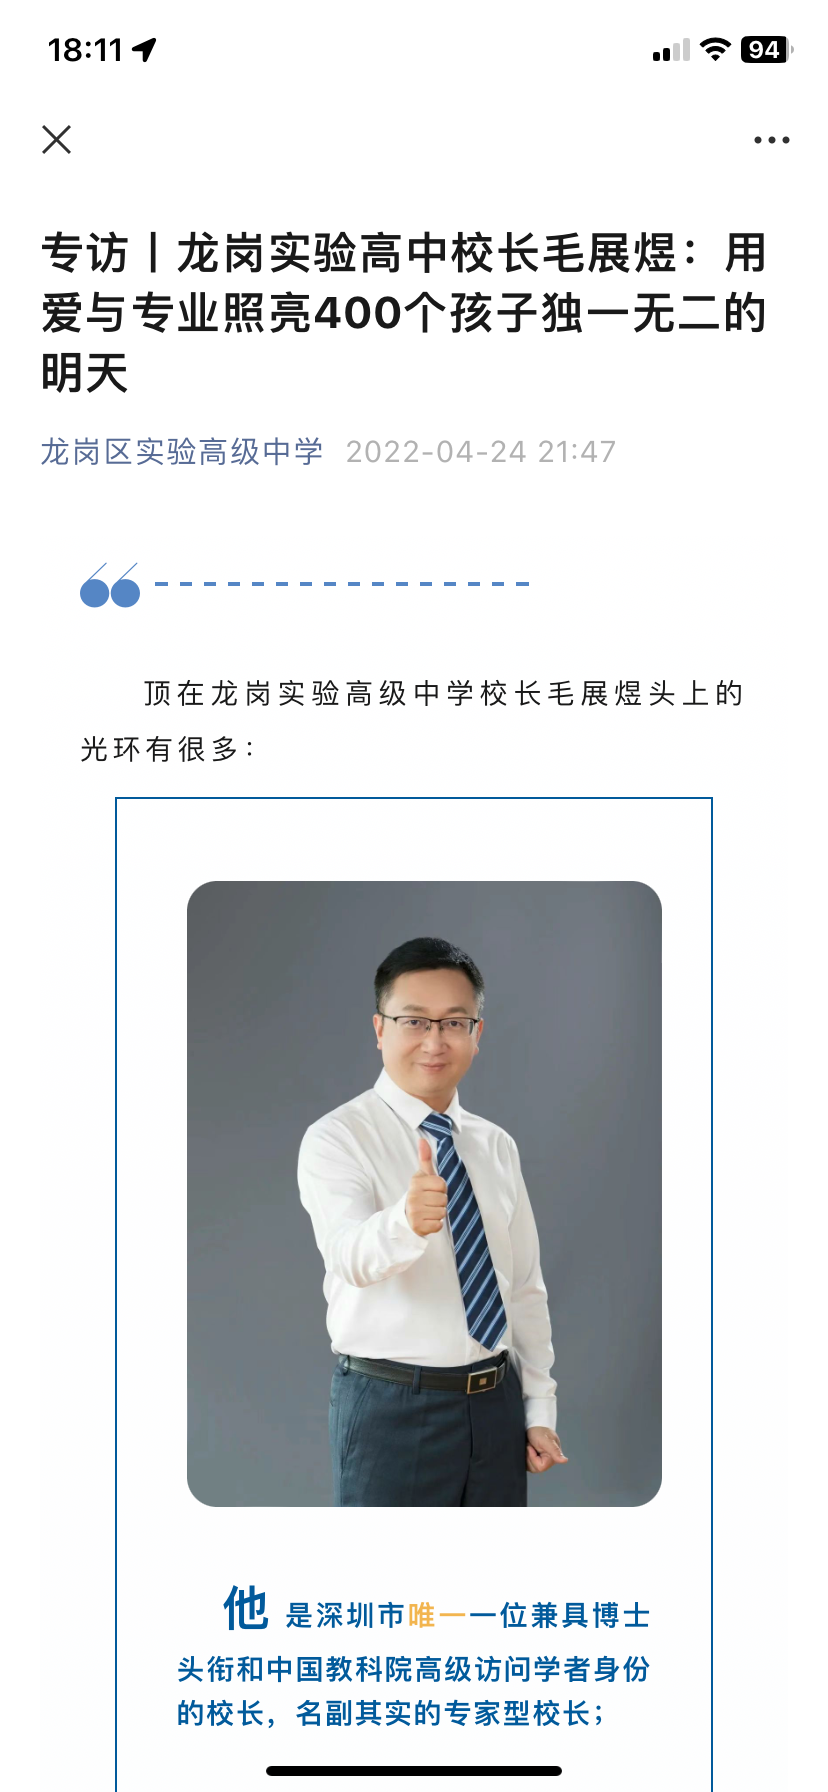 18:11
94
专访丨龙岗实验高中校长毛展煜：用
爱与专业照亮400个孩子独一无二的
明天
龙岗区实验高级中学 2022-04-24 21:47
顶在龙岗实验高级中学校长毛展煜头上的
光环有很多：
他 是深圳市唯一一位兼具博士
头衔和中国教科院高级访问学者身份
的校长，名副其实的专家型校长；